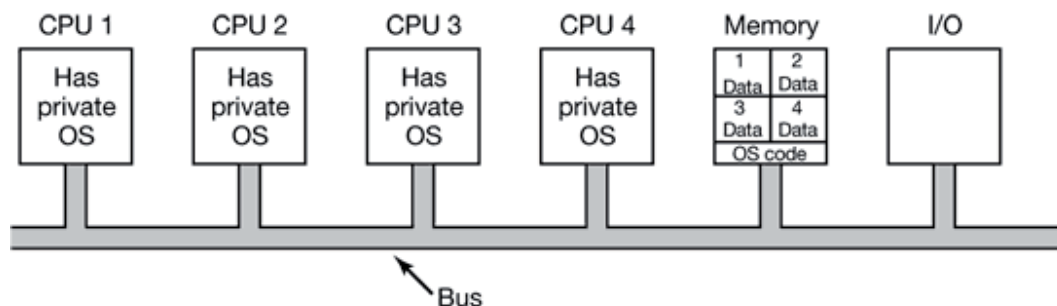 CPU 1 CPU 2 CPU 3 CPU 4 Memory I/O
Has private OS
Has private OS
Has private OS
Has private OS
1 Data
2 Data
3 Data
4 Data
OS code
Bus